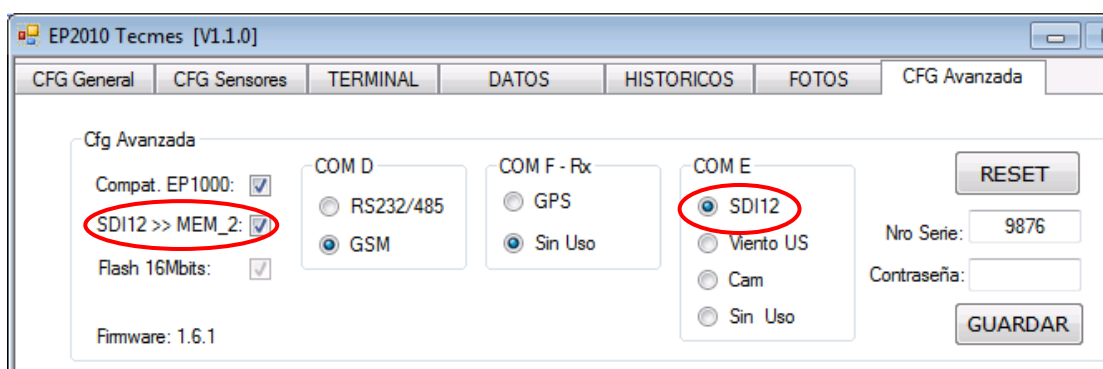 EP2010 Tecmes [V1.1.0]
CFG General CFG Sensores TERMINAL DATOS HISTORICOS FOTOS CFG Avanzada
Cfg Avanzada
Compat. EP1000:
SDI12 >> MEM_2:
Flash 16Mbits:
Firmware: 1.6.1
COM D
RS232/485
GSM
COM F - Rx
GPS
Sin Uso
COM E
SDI12
Viento US
Cam
Sin Uso
RESET
Nro Serie: 9876
Contraseña:
GUARDAR